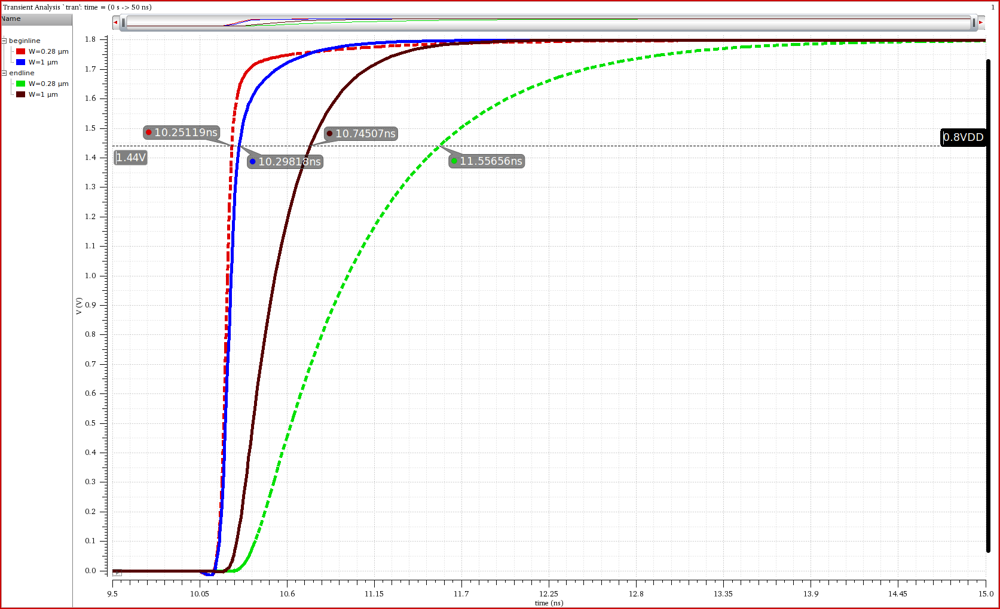 Transient Analysis `tran': time = (0 s -> 50 ns)
1
Name
beginline
W=0.28 μm
W=1 μm
endline
W=0.28 μm
W=1 μm
1.8
1.7
1.6
1.5
1.4
1.3
1.2
1.1
1.0
0.9
0.8
0.7
0.6
0.5
0.4
0.3
0.2
0.1
0.0
V (V)
10.25119ns
10.74507ns
0.8VDD
1.44V
10.29818ns
11.55656ns
9.5
10.05
10.6
11.15
11.7
12.25
12.8
13.35
13.9
14.45
15.0
time (ns)